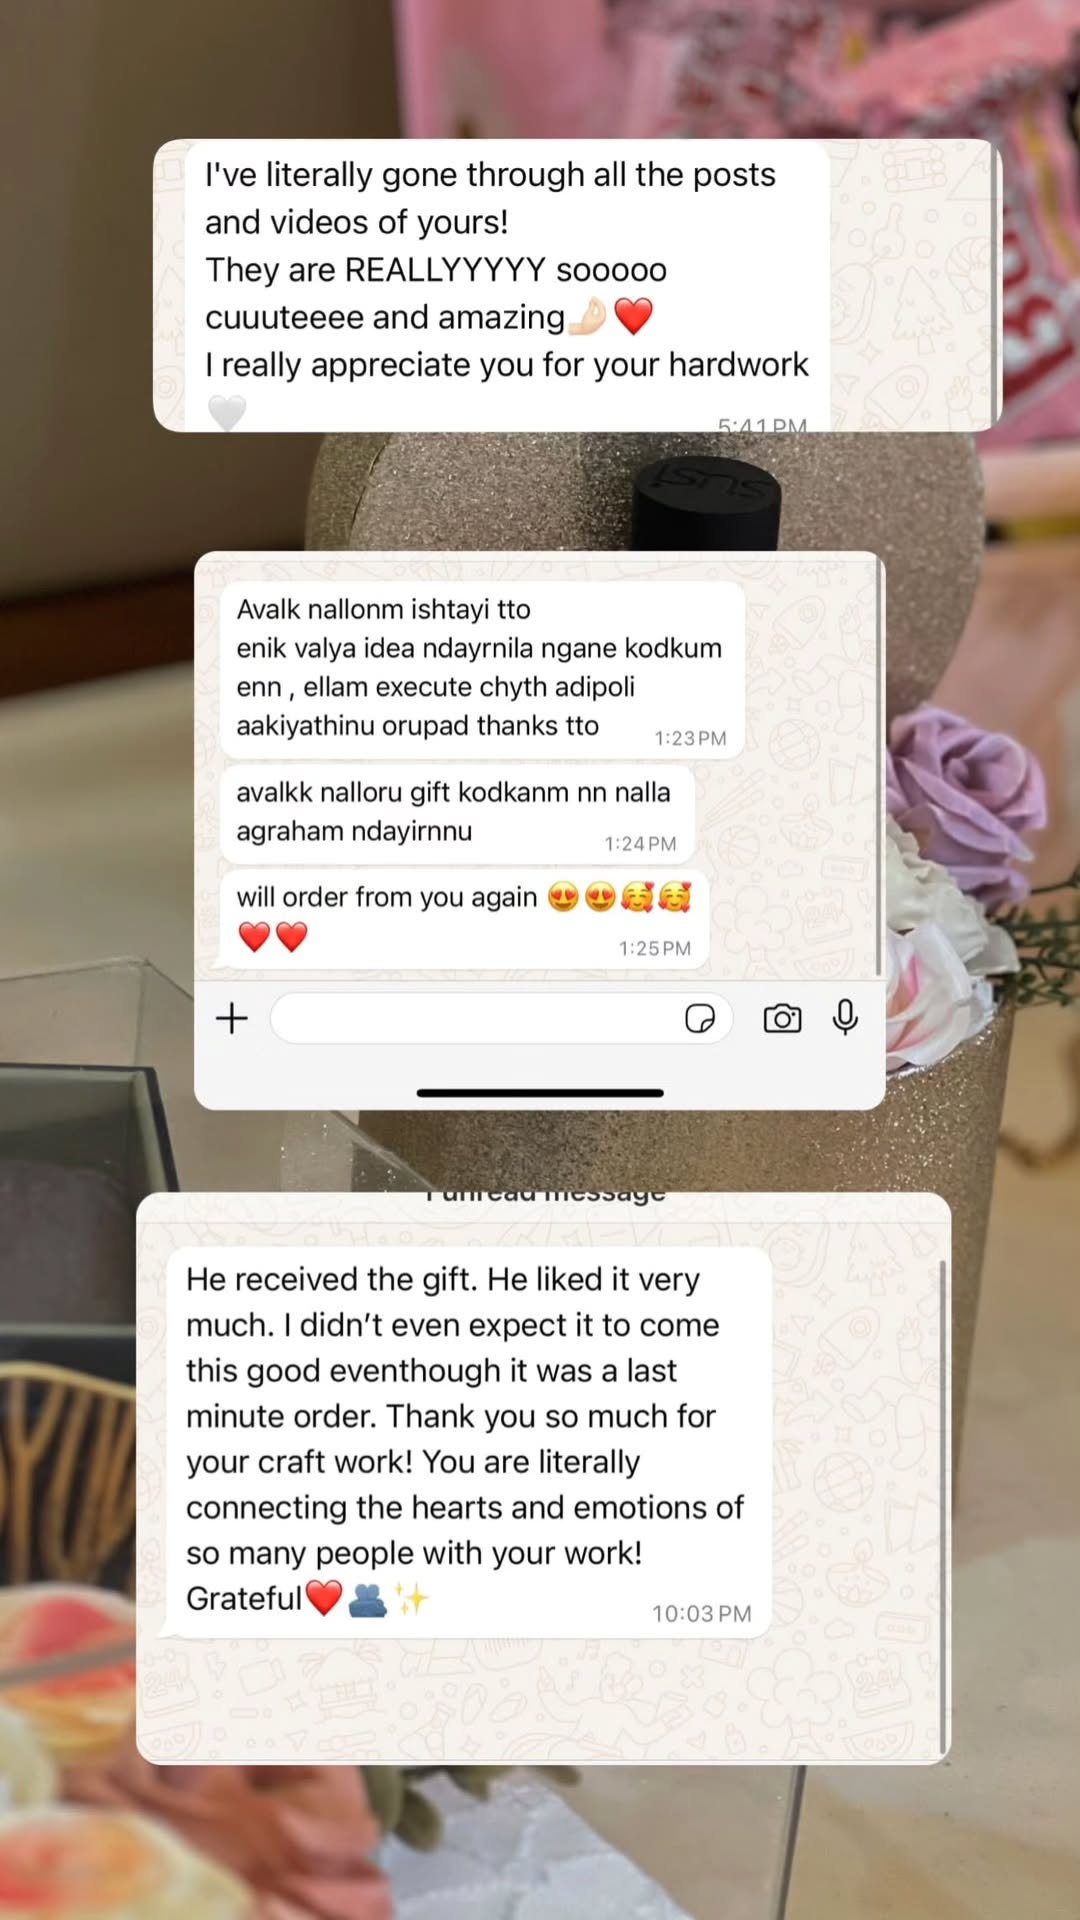 I've literally gone through all the posts
and videos of yours!
They are REALLYYYYY sooooo
cuuuteeee and amazing👌🏻❤️
I really appreciate you for your hardwork
🤍
5:41 PM
Avalk nallonm ishtayi tto
enik valya idea ndayrnila ngane kodkum
enn , ellam execute chyth adipoli
aakiyathinu orupad thanks tto
1:23 PM
avalkk nalloru gift kodkanm nn nalla
agraham ndayirnnu
1:24 PM
will order from you again 😍😍🥰🥰
❤️❤️
1:25 PM
1 unread message
He received the gift. He liked it very
much. I didn’t even expect it to come
this good eventhough it was a last
minute order. Thank you so much for
your craft work! You are literally
connecting the hearts and emotions of
so many people with your work!
Grateful❤️🫂✨
10:03 PM